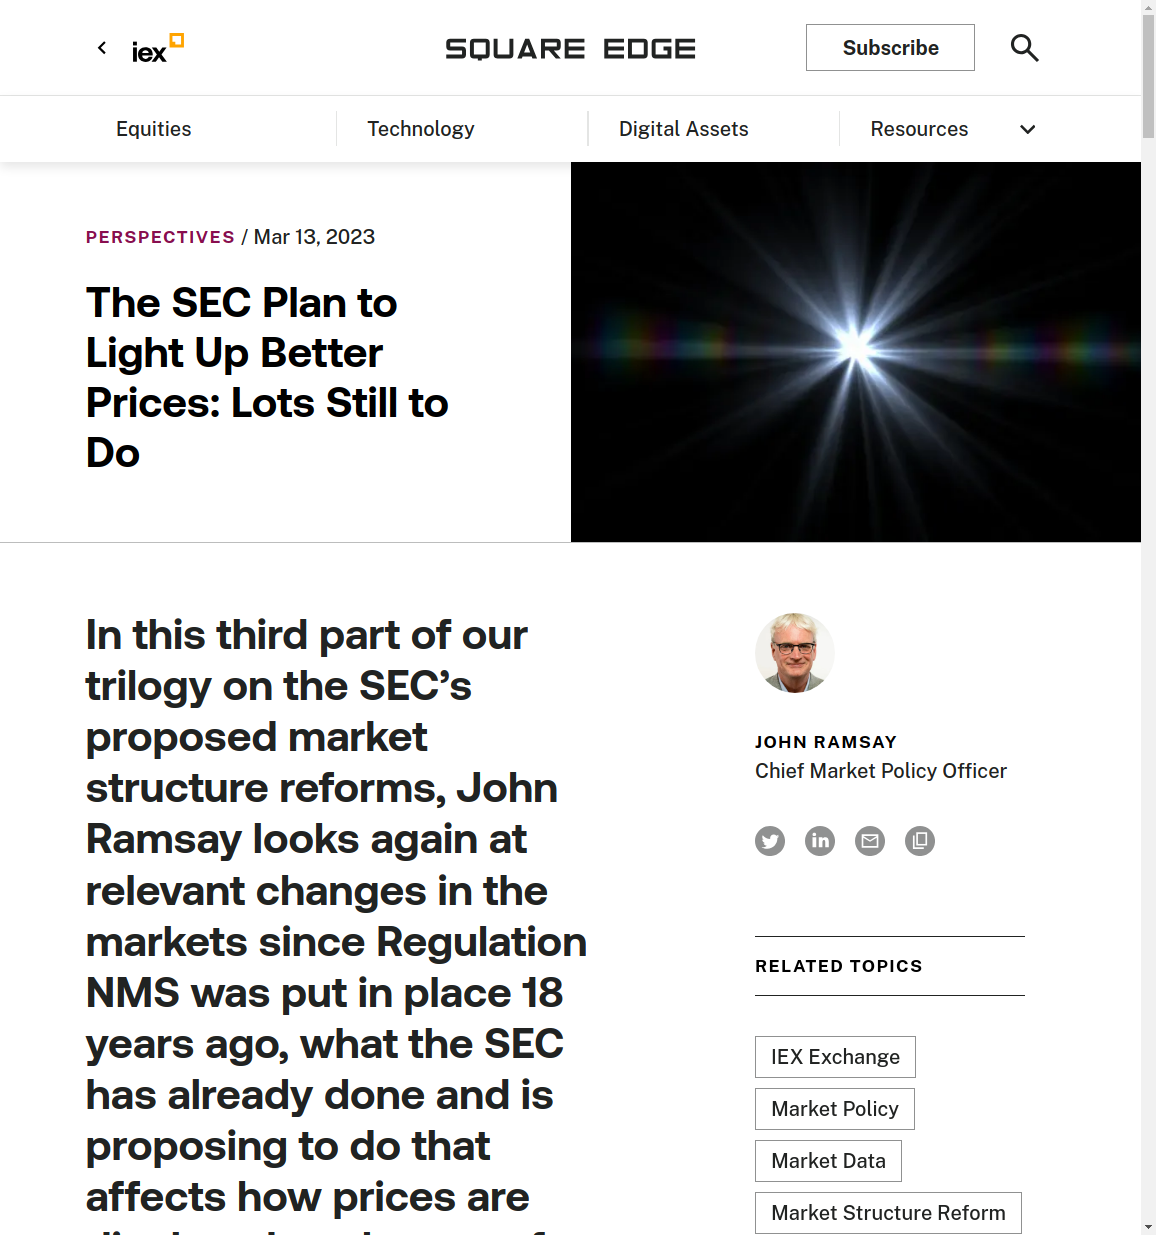 iex
SQUARE EDGE
Subscribe
Equities
Technology
Digital Assets
Resources
PERSPECTIVES / Mar 13, 2023
The SEC Plan to
Light Up Better
Prices: Lots Still to
Do
In this third part of our
trilogy on the SEC’s
proposed market
structure reforms, John
Ramsay looks again at
relevant changes in the
markets since Regulation
NMS was put in place 18
years ago, what the SEC
has already done and is
proposing to do that
affects how prices are
JOHN RAMSAY
Chief Market Policy Officer
in
RELATED TOPICS
IEX Exchange
Market Policy
Market Data
Market Structure Reform